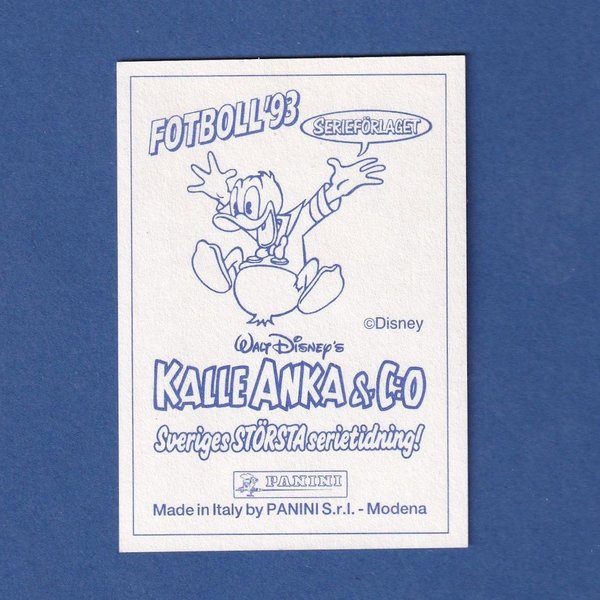 FOTBOLL'93
SERIEFÖRLAGET
©Disney
WALT DISNEY'S
KALLE ANKA & C:O
Sveriges STÖRSTA serietidning!
PANINI
Made in Italy by PANINI S.r.l. - Modena